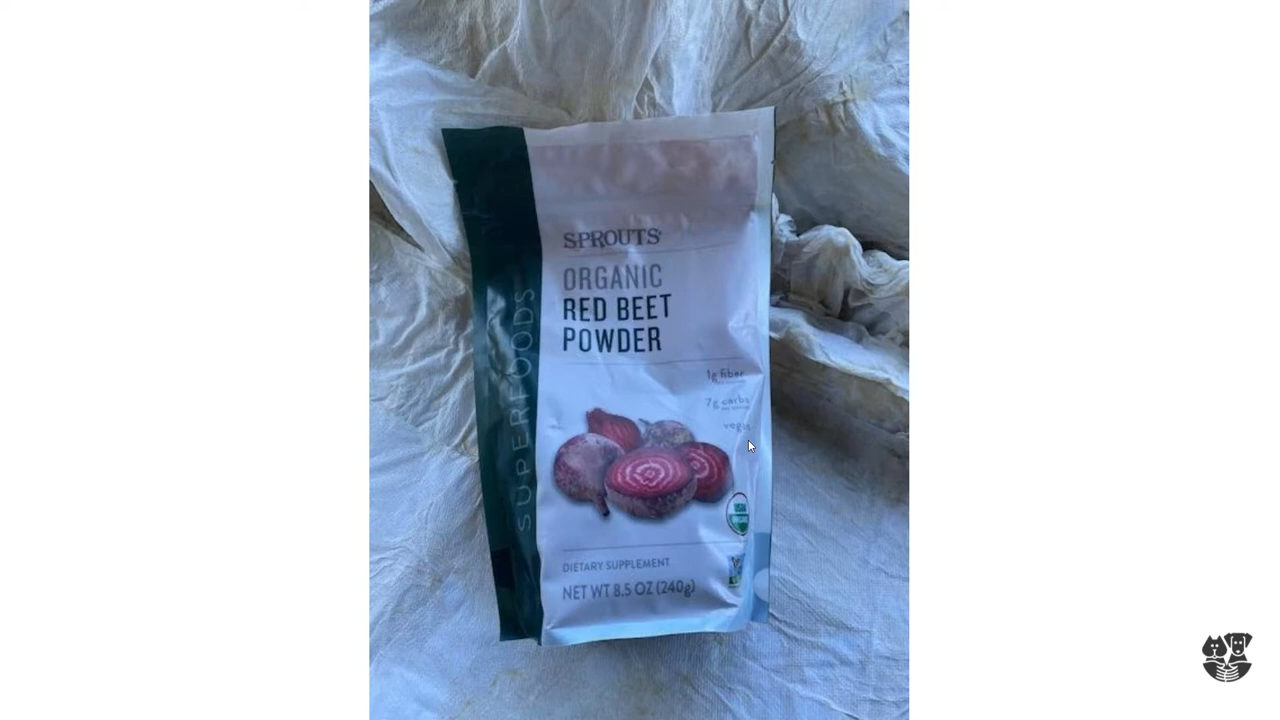 SPROUTS
ORGANIC
RED BEET
POWDER
1g fiber
7g carbs
SUPERFOODS
DIETARY SUPPLEMENT
NET WT 8.5 OZ (240g)